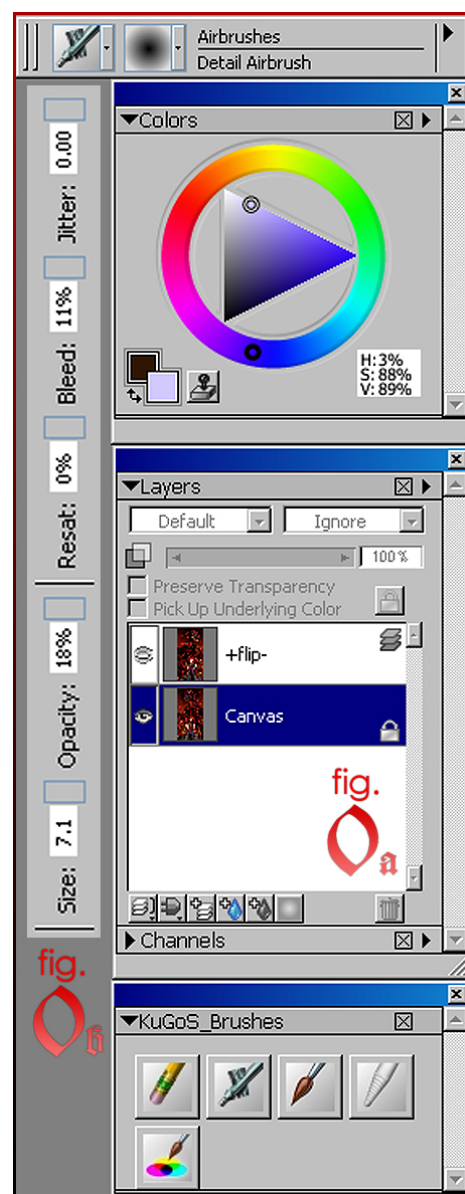 Airbrushes
Detail Airbrush
Jitter: 0.00
Bleed: 11%
Resat: 0%
Opacity: 18%
Size: 7.1
Colors
H: 3%
S: 88%
V: 89%
Layers
Default Ignore
100%
Preserve Transparency
Pick Up Underlying Color
+flip-
Canvas
fig.
O a
Channels
fig.
O
KuGoS_Brushes